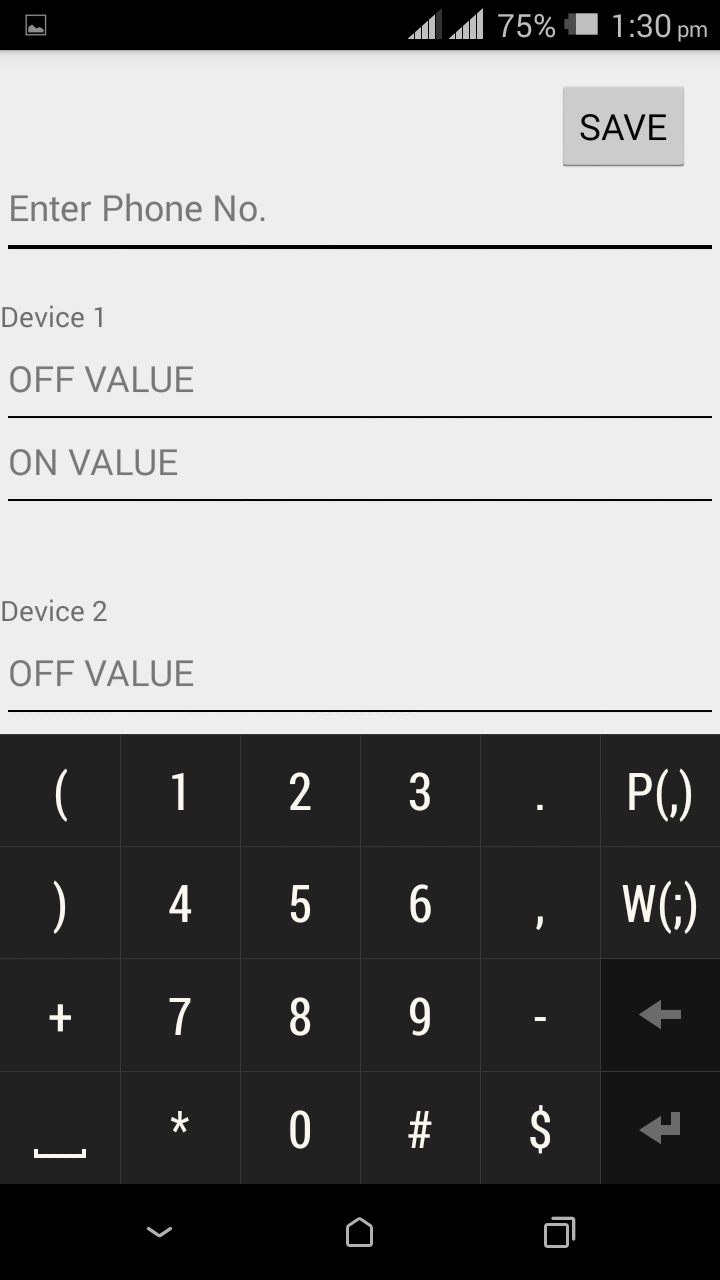 75% 1:30 pm
SAVE
Enter Phone No.
Device 1
OFF VALUE
ON VALUE
Device 2
OFF VALUE
( 1 2 3 . P(,)
) 4 5 6 , W(;)
+ 7 8 9 -
* 0 # $